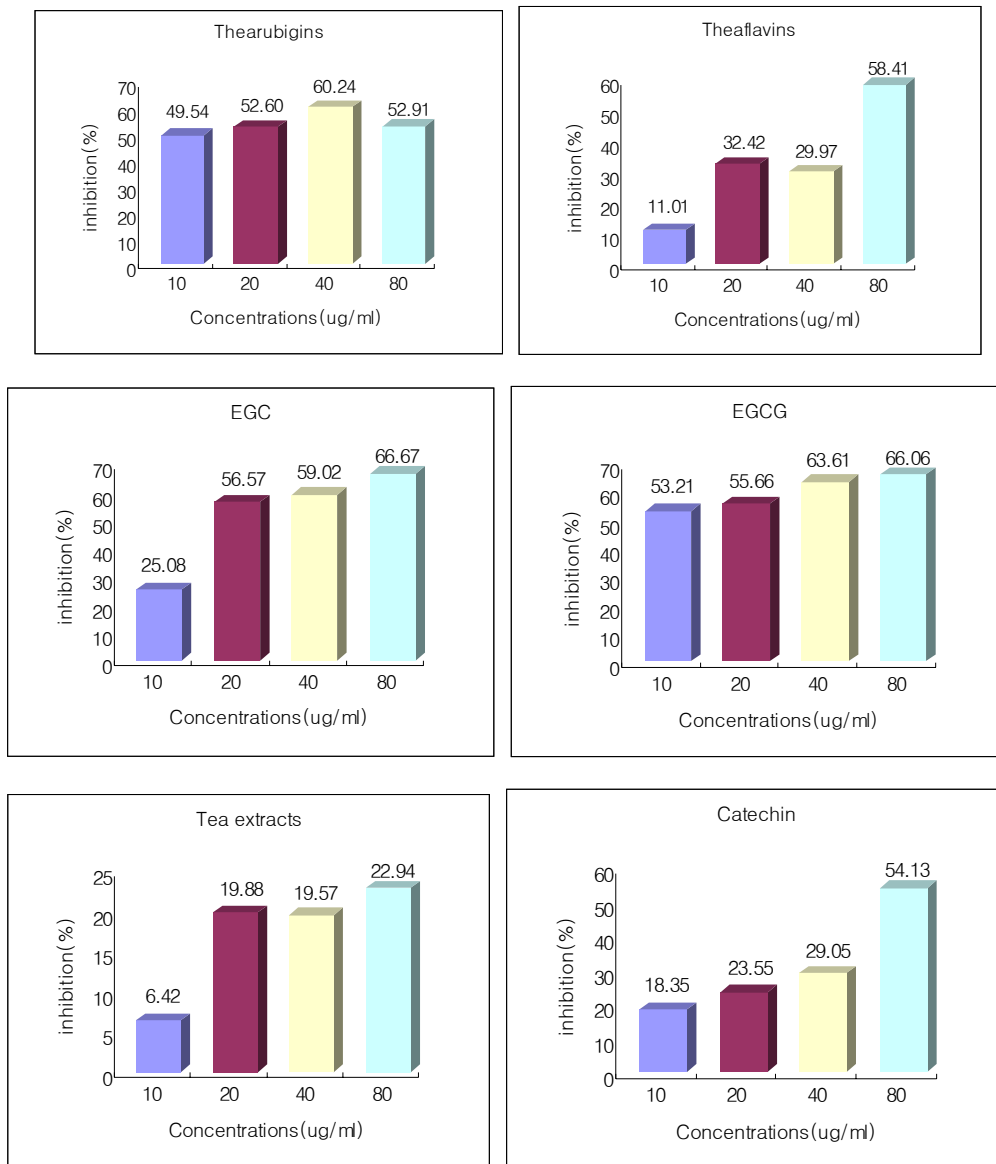 Thearubigins
inhibition(%)
70
60
50
40
30
20
10
0
49.54
52.60
60.24
52.91
10 20 40 80
Concentrations(ug/ml)
Theaflavins
inhibition(%)
60
50
40
30
20
10
0
11.01
32.42
29.97
58.41
10 20 40 80
Concentrations(ug/ml)
EGC
inhibition(%)
70
60
50
40
30
20
10
0
25.08
56.57
59.02
66.67
10 20 40 80
Concentrations(ug/ml)
EGCG
inhibition(%)
70
60
50
40
30
20
10
0
53.21
55.66
63.61
66.06
10 20 40 80
Concentrations(ug/ml)
Tea extracts
inhibition(%)
25
20
15
10
5
0
6.42
19.88
19.57
22.94
10 20 40 80
Concentrations(ug/ml)
Catechin
inhibition(%)
60
50
40
30
20
10
0
18.35
23.55
29.05
54.13
10 20 40 80
Concentrations(ug/ml)